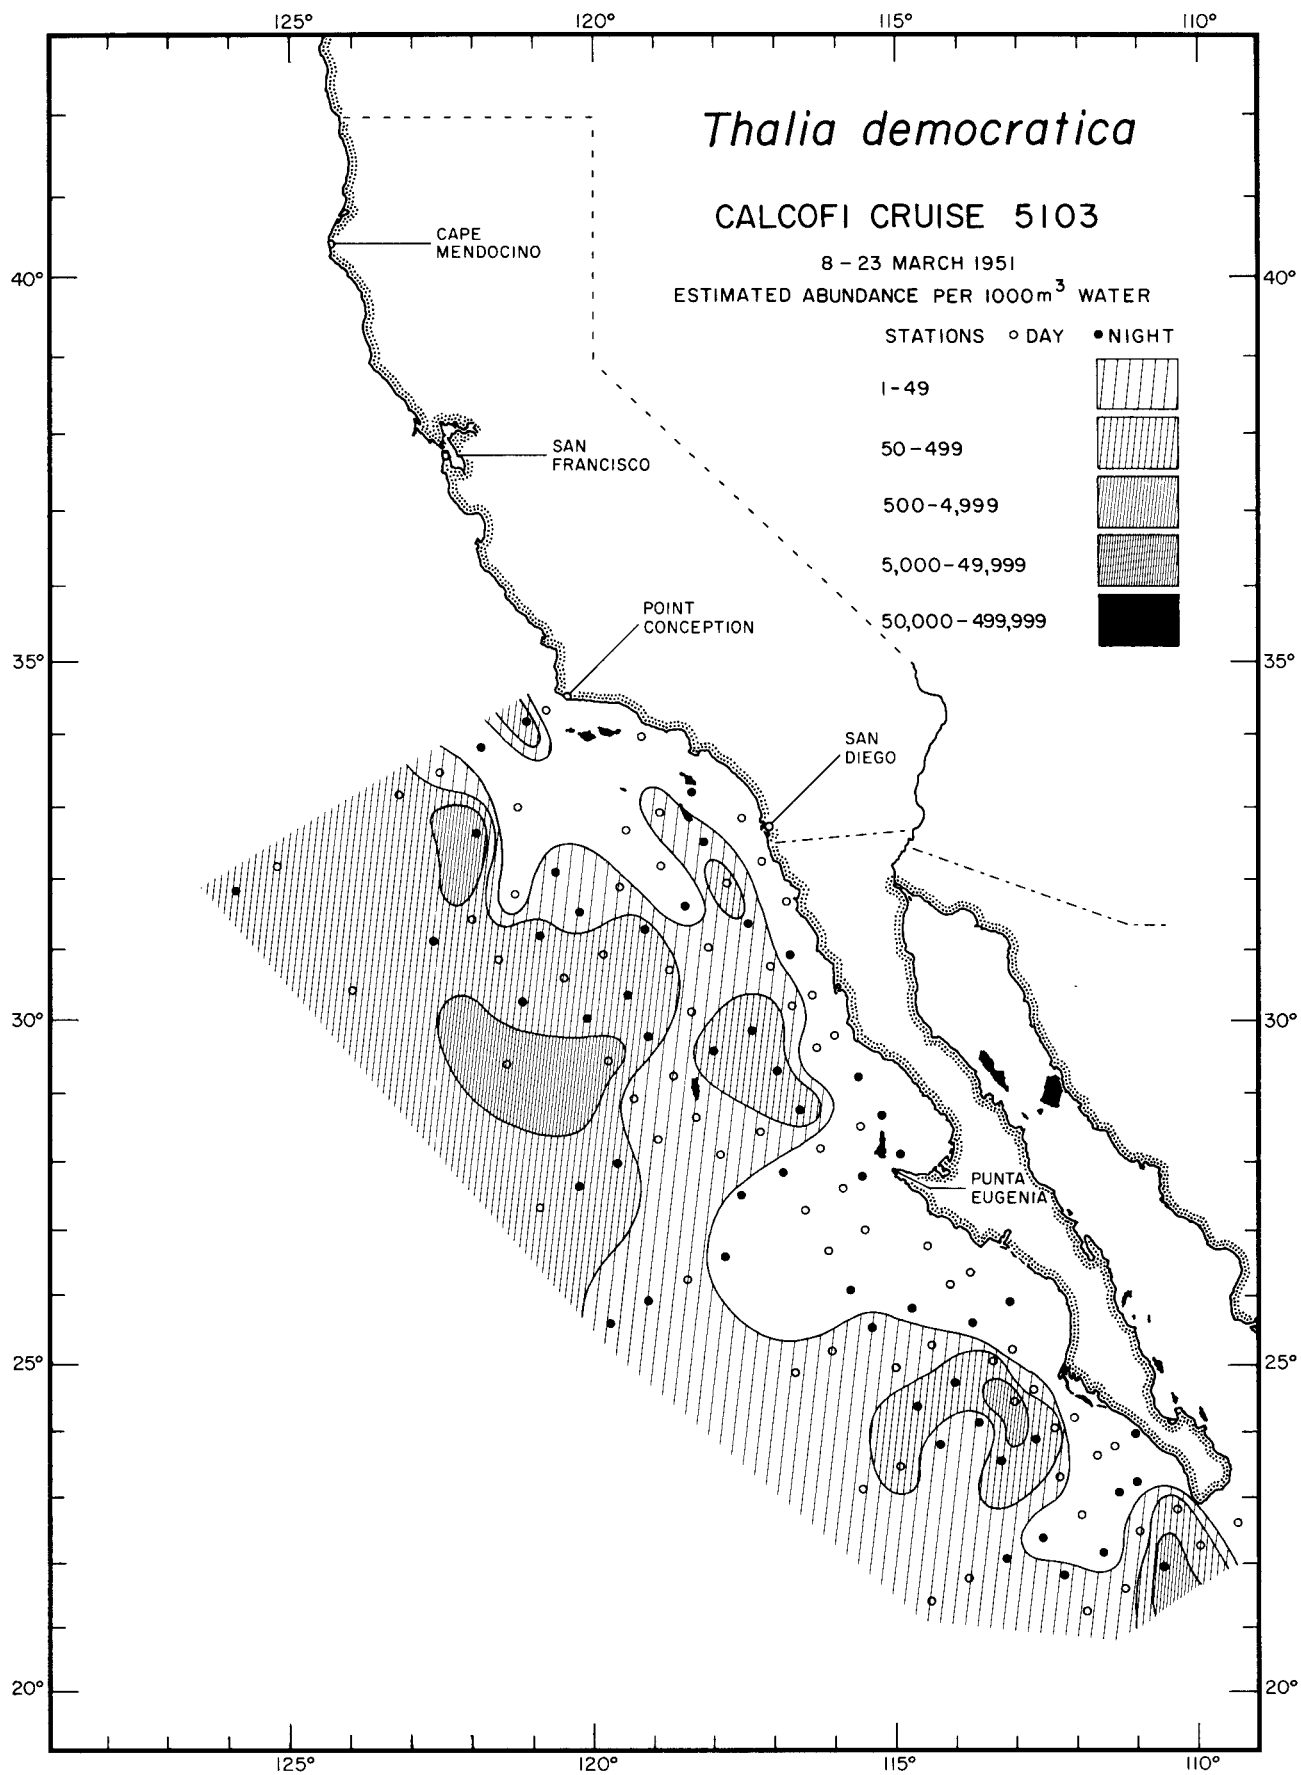 125° 120° 115° 110°
Thalia democratica
CALCOFI CRUISE 5103
8-23 MARCH 1951
ESTIMATED ABUNDANCE PER 1000m³ WATER
STATIONS ○ DAY ● NIGHT
1-49
50-499
500-4,999
5,000-49,999
50,000-499,999
CAPE
MENDOCINO
40° 40°
SAN
FRANCISCO
POINT
CONCEPTION
35° 35°
SAN
DIEGO
30° 30°
PUNTA
EUGENIA
25° 25°
20° 20°
125° 120° 115° 110°